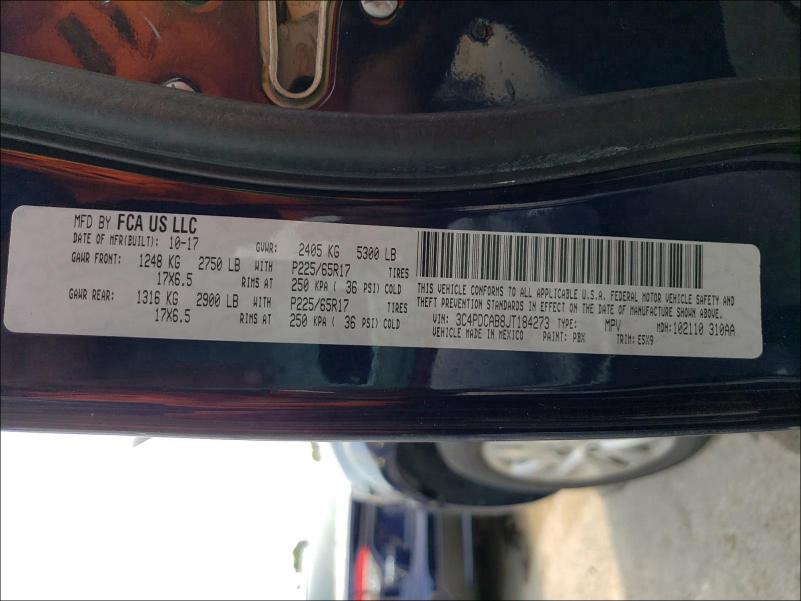 MFD BY FCA US LLC
DATE OF MFR(BUILT): 10-17 GVWR: 2405 KG 5300 LB
GAWR FRONT: 1248 KG 2750 LB WITH P225/65R17 TIRES
17X6.5 RIMS AT 250 KPA ( 36 PSI) COLD
GAWR REAR: 1316 KG 2900 LB WITH P225/65R17 TIRES
17X6.5 RIMS AT 250 KPA ( 36 PSI) COLD
THIS VEHICLE CONFORMS TO ALL APPLICABLE U.S.A. FEDERAL MOTOR VEHICLE SAFETY AND
THEFT PREVENTION STANDARDS IN EFFECT ON THE DATE OF MANUFACTURE SHOWN ABOVE.
VIN: 3C4PDCAB8JT184273 TYPE: MPV MDH: 102110 310AA
VEHICLE MADE IN MEXICO PAINT: PBX TRIM: E5X9